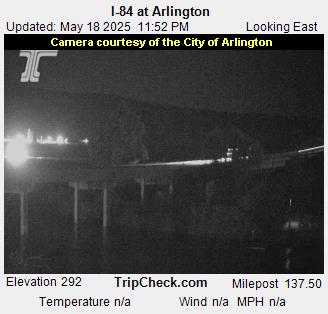 I-84 at Arlington
Updated: May 18 2025 11:52 PM Looking East
Camera courtesy of the City of Arlington
Elevation 292 TripCheck.com Milepost 137.50
Temperature n/a Wind n/a MPH n/a